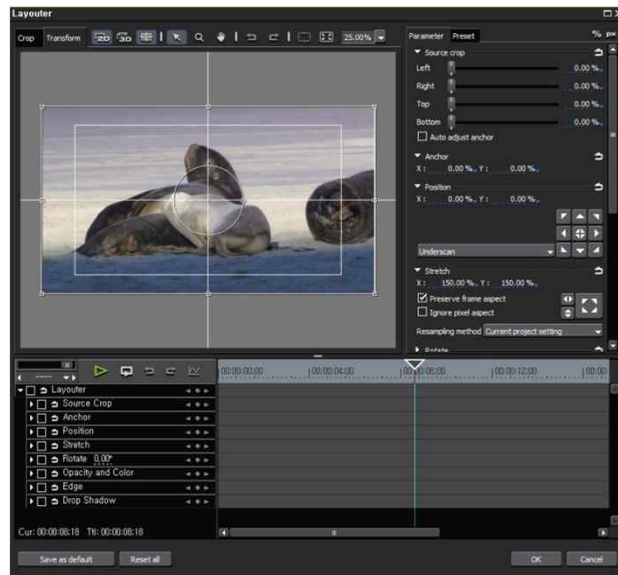 Layouter
Crop Transform 2D 3D 25.00% Parameter Preset % px
Source crop
Left 0.00 %
Right 0.00 %
Top 0.00 %
Bottom 0.00 %
Auto adjust anchor
Anchor
X : 0.00 % Y : 0.00 %
Position
X : 0.00 % Y : 0.00 %
Underscan
Stretch
X : 150.00 % Y : 150.00 %
Preserve frame aspect
Ignore pixel aspect
Resampling method Current project setting
Rotate
00:00:00:00 00:00:04:00 00:00:08:00 00:00:12:00 00:00:
Layouter
Source Crop
Anchor
Position
Stretch
Rotate 0.00°
Opacity and Color
Edge
Drop Shadow
Cur: 00:00:08:18 Ttl: 00:00:08:18
Save as default Reset all OK Cancel